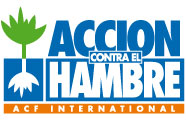 ACCION
CONTRA EL
HAMBRE
ACF INTERNATIONAL